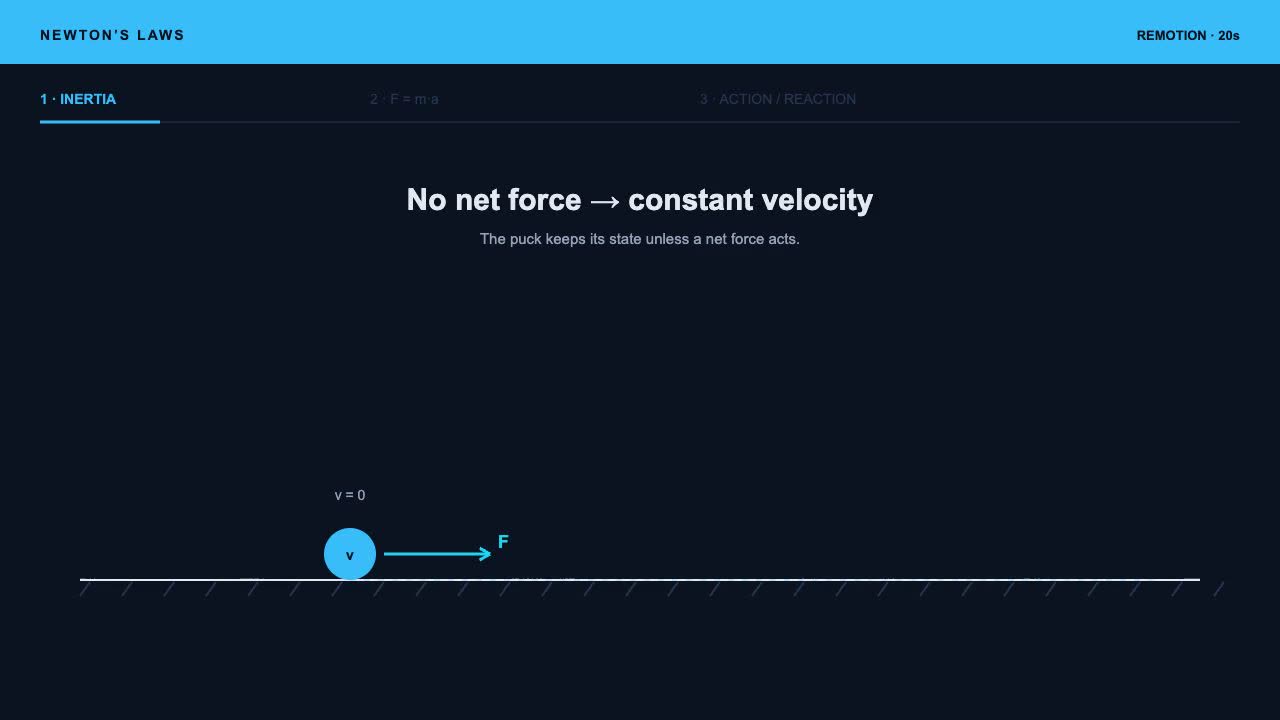 NEWTON'S LAWS
REMOTION · 20s
1 · INERTIA
2 · F = m·a
3 · ACTION / REACTION
No net force → constant velocity
The puck keeps its state unless a net force acts.
v = 0
F
v